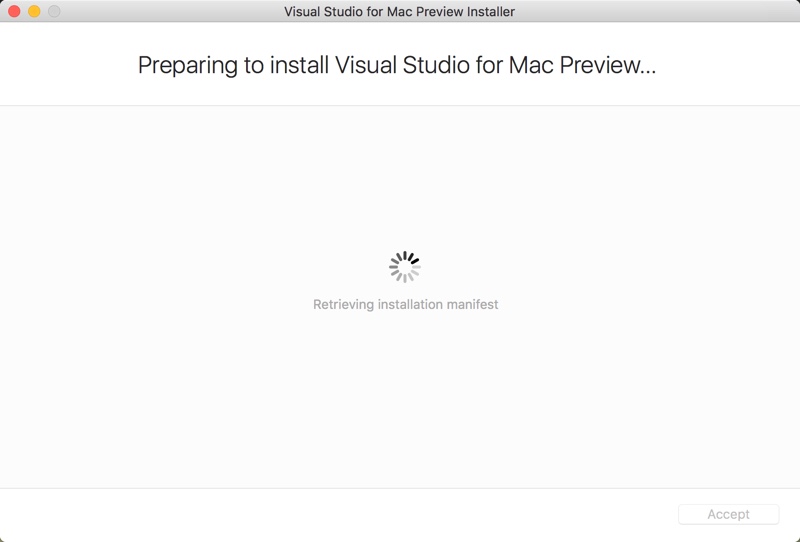 Visual Studio for Mac Preview Installer
Preparing to install Visual Studio for Mac Preview...
Retrieving installation manifest
Accept